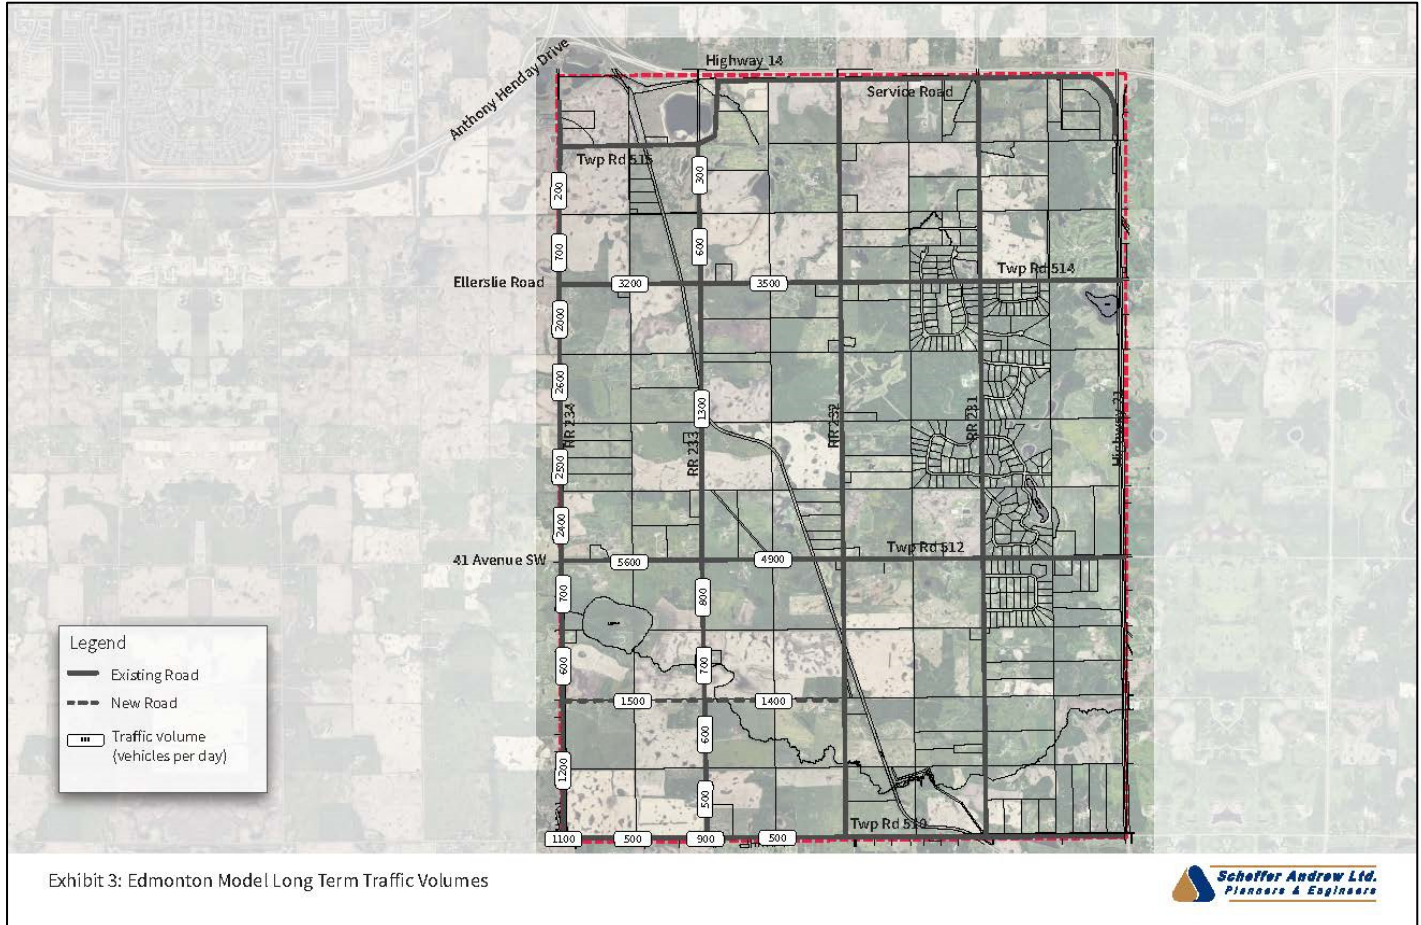 Highway 14
Anthony Henday Drive
Service Road
Twp Rd 515
300
200
600
700
Twp Rd 514
Ellerslie Road
3200
3500
2000
2600
1300
RR 234
RR 233
RR 232
RR 231
Highway 21
2500
2400
Twp Rd 512
41 Avenue SW
5600
4900
700
800
600
700
1500
1400
600
1200
500
Twp Rd 510
1100
500
900
500
Legend
Existing Road
New Road
Traffic volume
(vehicles per day)
Exhibit 3: Edmonton Model Long Term Traffic Volumes
Scheffer Andrew Ltd.
Planners & Engineers